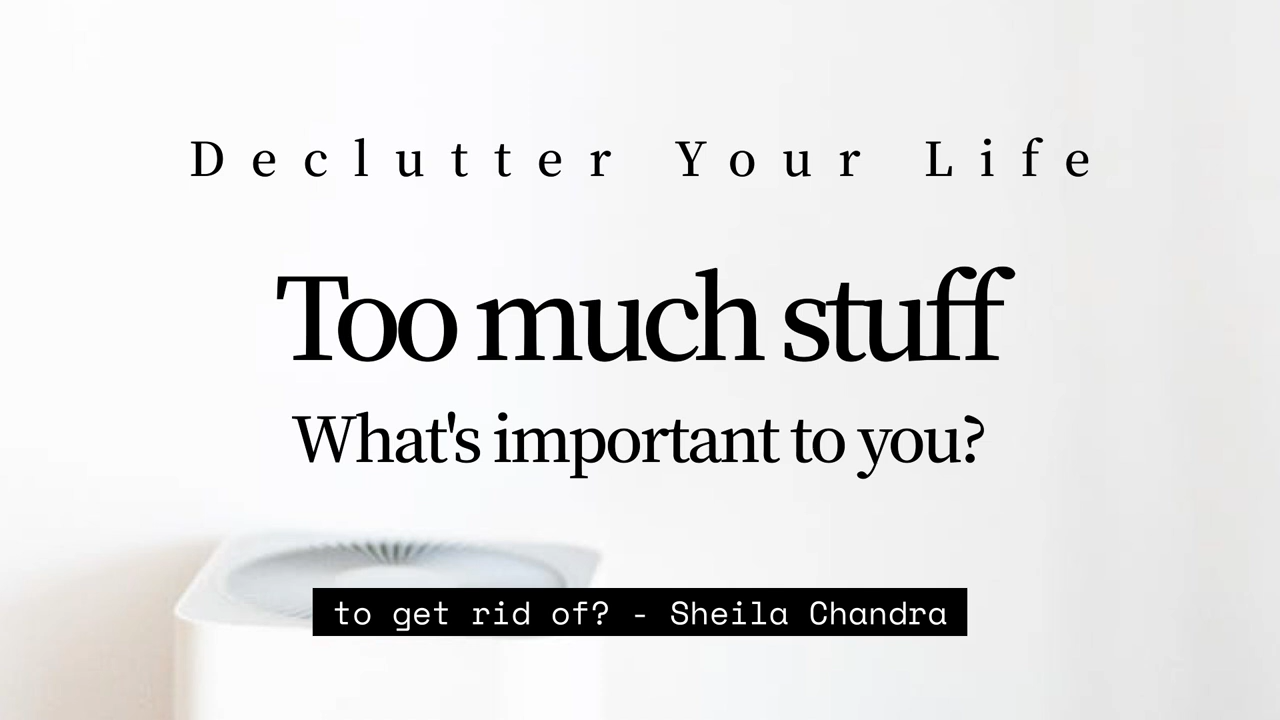 Declutter Your Life
Too much stuff
What's important to you?
to get rid of? - Sheila Chandra